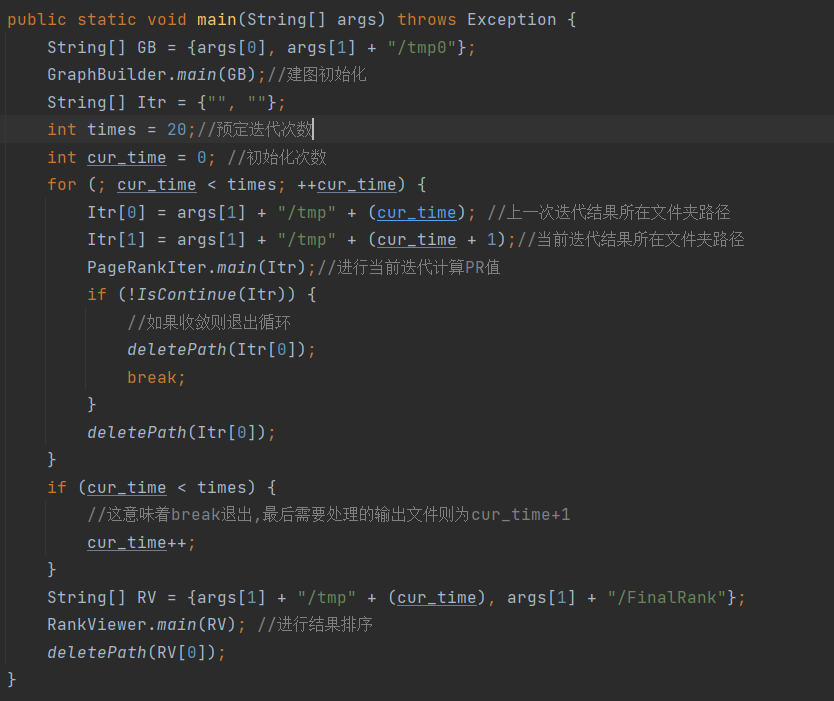 public static void main(String[] args) throws Exception {
    String[] GB = {args[0], args[1] + "/tmp0"};
    GraphBuilder.main(GB);//建图初始化
    String[] Itr = {"", ""};
    int times = 20;//预定迭代次数
    int cur_time = 0; //初始化次数
    for (; cur_time < times; ++cur_time) {
        Itr[0] = args[1] + "/tmp" + (cur_time); //上一次迭代结果所在文件夹路径
        Itr[1] = args[1] + "/tmp" + (cur_time + 1);//当前迭代结果所在文件夹路径
        PageRankIter.main(Itr);//进行当前迭代计算PR值
        if (!IsContinue(Itr)) {
            //如果收敛则退出循环
            deletePath(Itr[0]);
            break;
        }
        deletePath(Itr[0]);
    }
    if (cur_time < times) {
        //这意味着break退出,最后需要处理的输出文件则为cur_time+1
        cur_time++;
    }
    String[] RV = {args[1] + "/tmp" + (cur_time), args[1] + "/FinalRank"};
    RankViewer.main(RV); //进行结果排序
    deletePath(RV[0]);
}